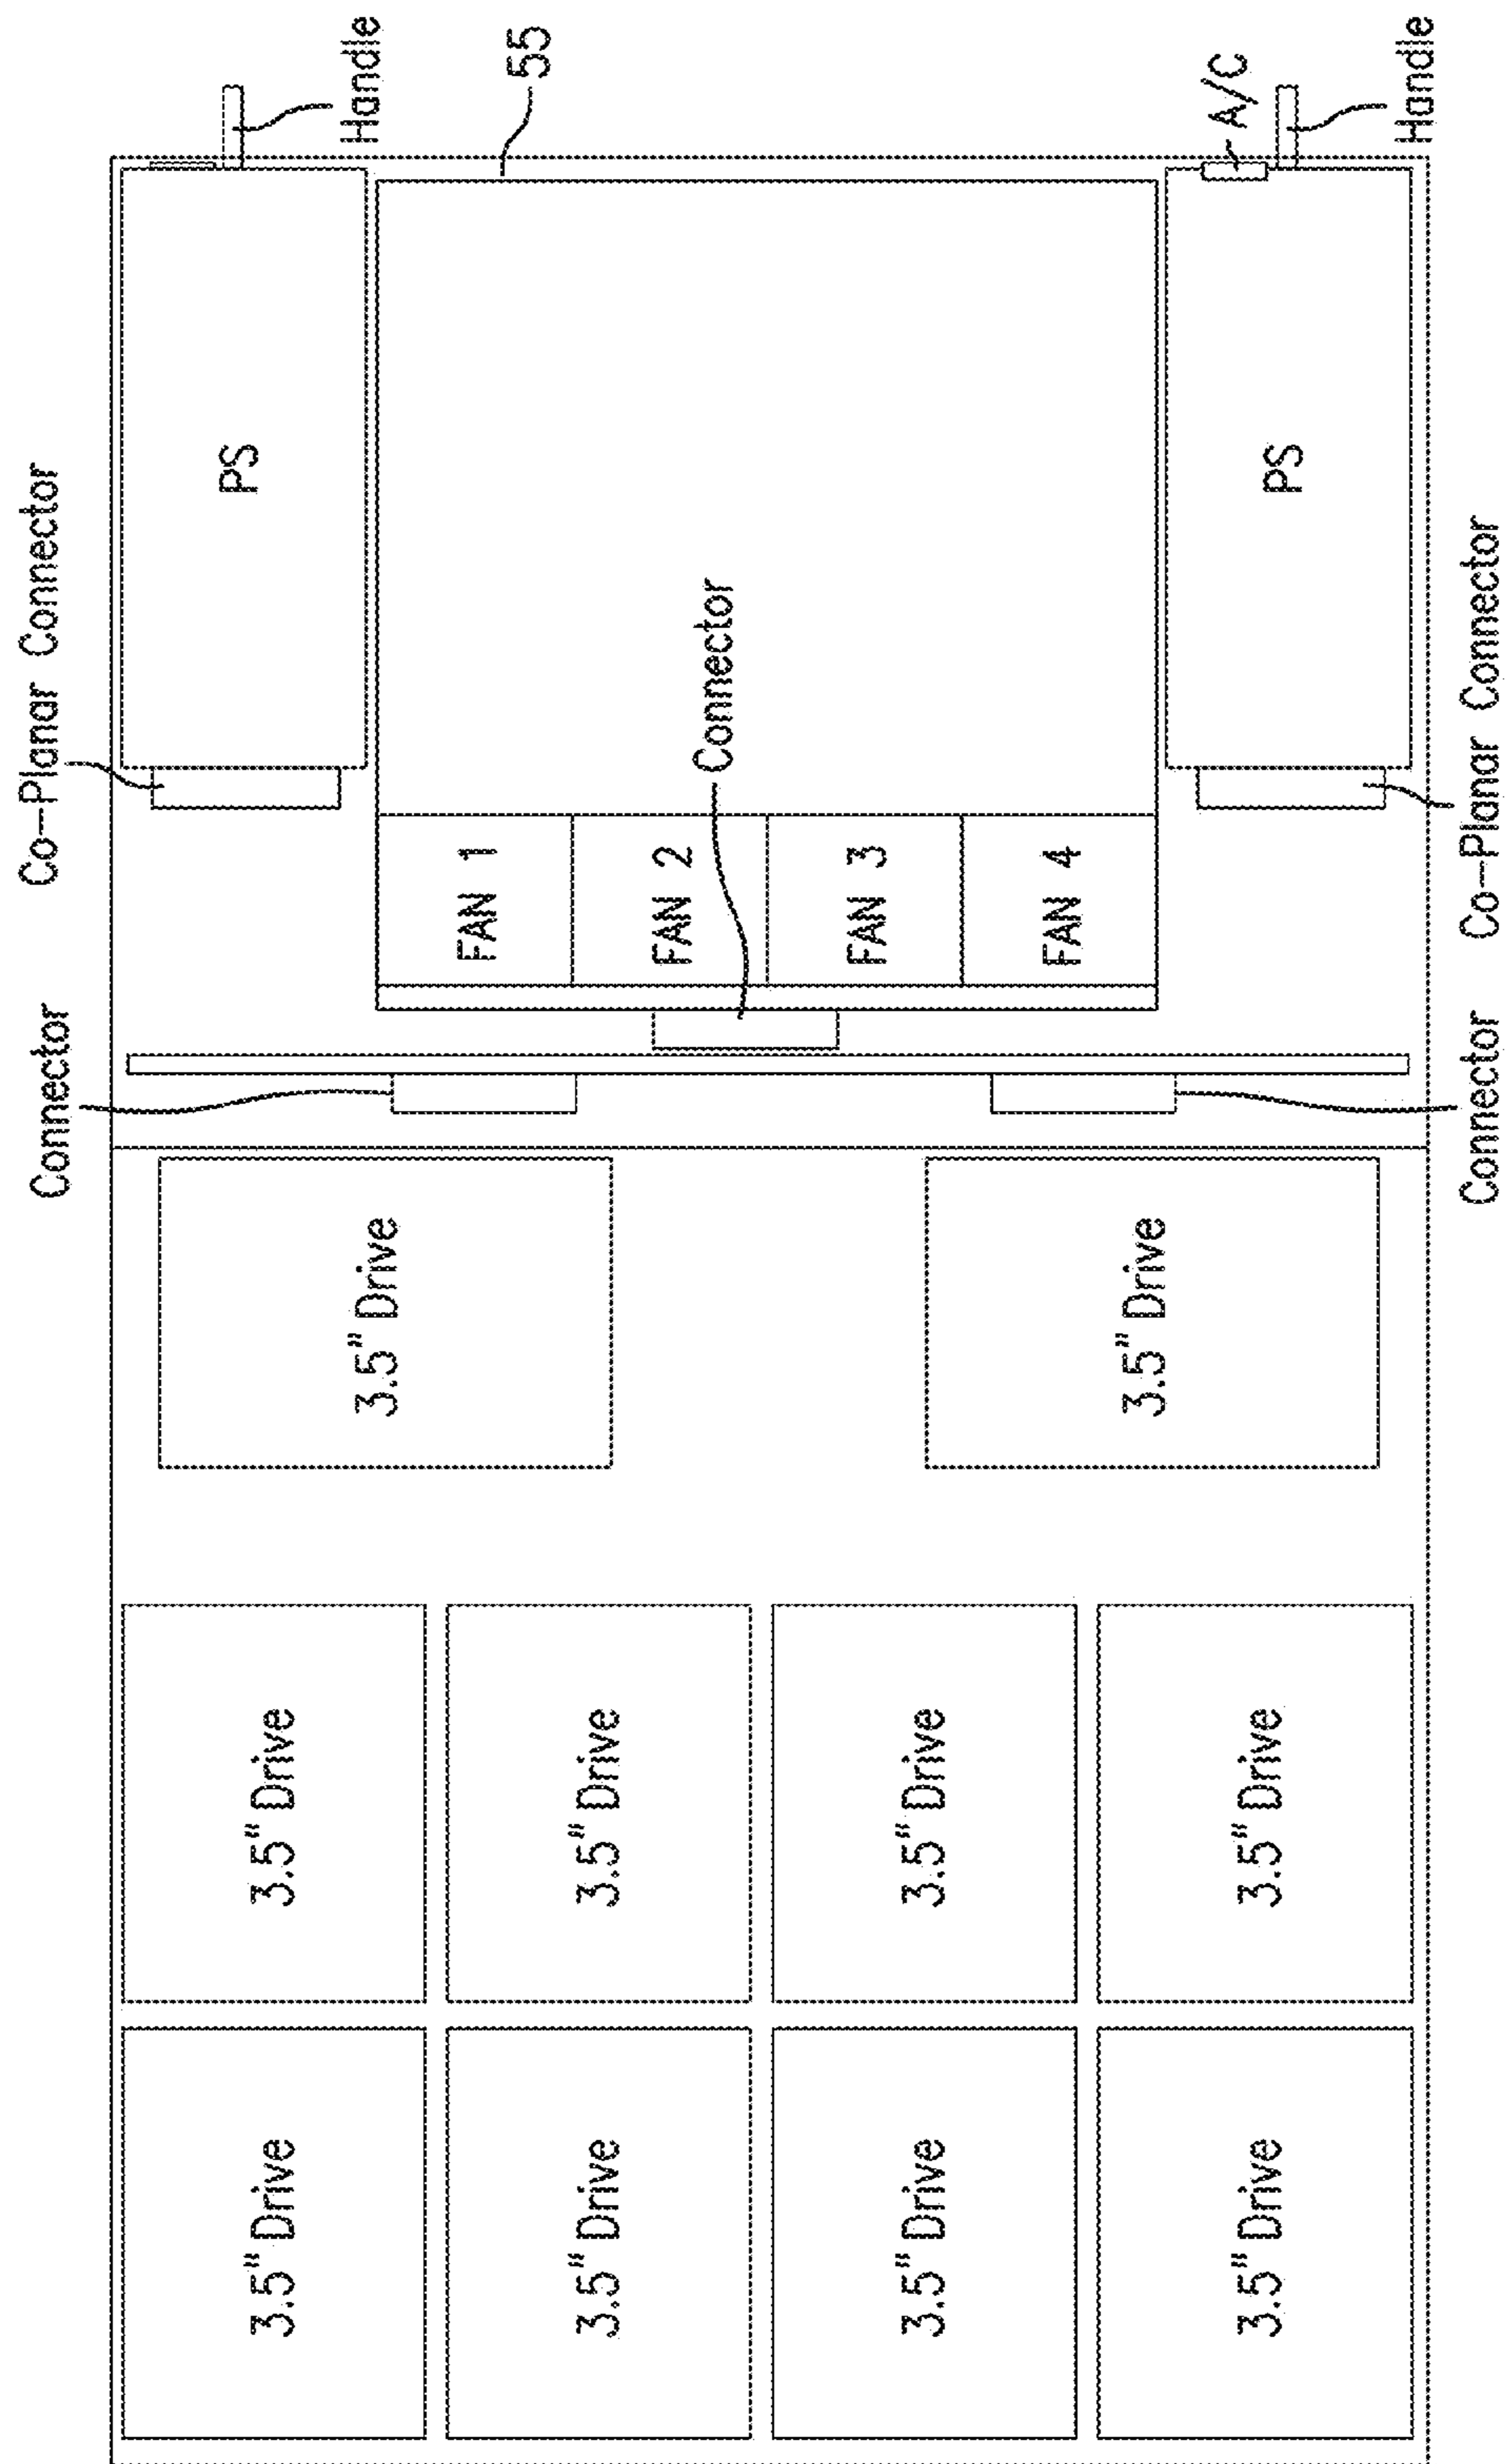 Co-Planar Connector
Handle
55
PS
Connector
Connector
FAN 1
FAN 2
FAN 3
FAN 4
A/C
Handle
PS
Co-Planar Connector
Connector
3.5" Drive
3.5" Drive
3.5" Drive
3.5" Drive
3.5" Drive
3.5" Drive
3.5" Drive
3.5" Drive
3.5" Drive
3.5" Drive